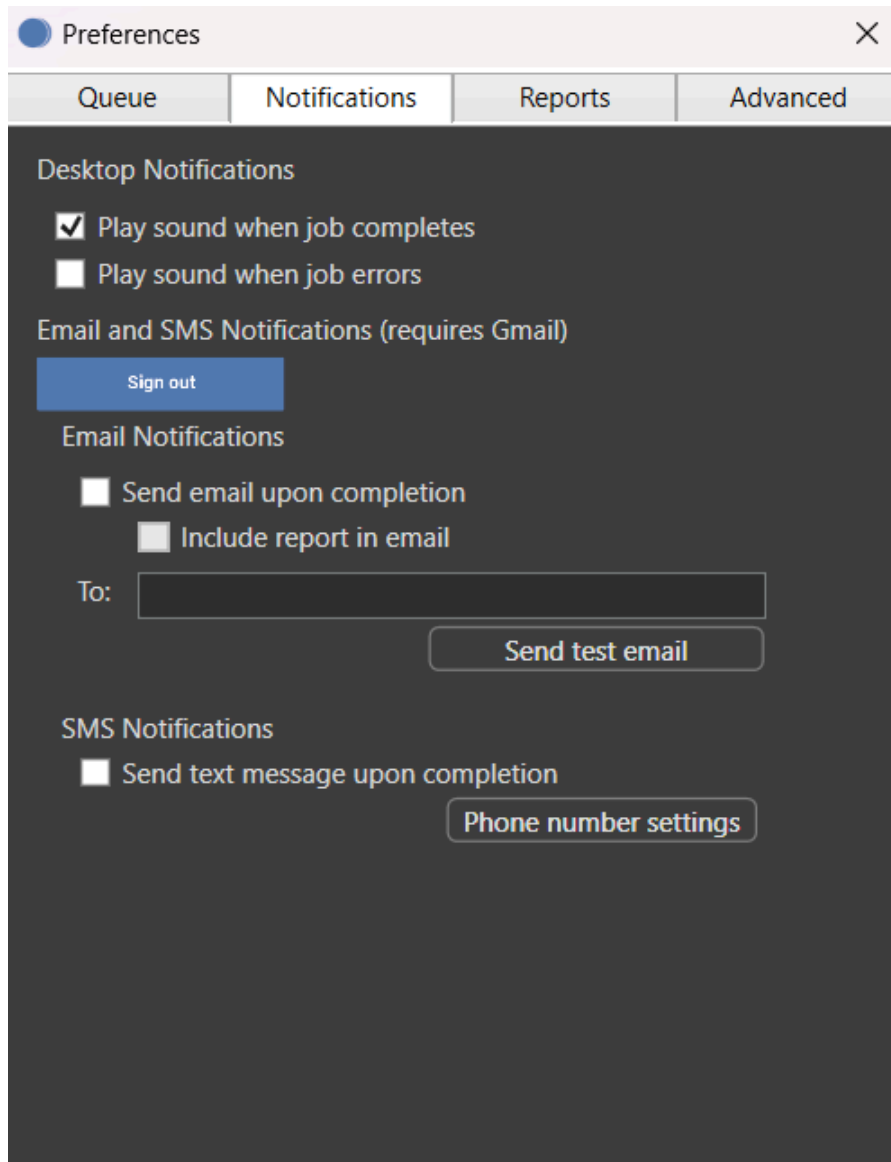 Preferences
Queue Notifications Reports Advanced
Desktop Notifications
Play sound when job completes
Play sound when job errors
Email and SMS Notifications (requires Gmail)
Sign out
Email Notifications
Send email upon completion
Include report in email
To:
Send test email
SMS Notifications
Send text message upon completion
Phone number settings